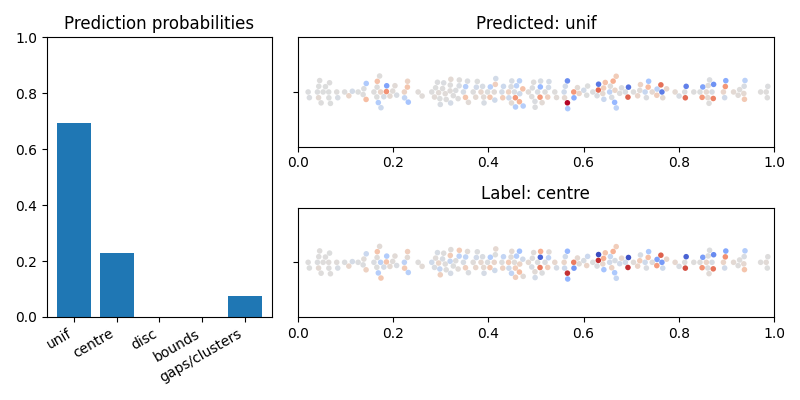 Prediction probabilities
1.0
0.8
0.6
0.4
0.2
0.0
unif
centre
disc
bounds
gaps/clusters
Predicted: unif
0.0 0.2 0.4 0.6 0.8 1.0
Label: centre
0.0 0.2 0.4 0.6 0.8 1.0